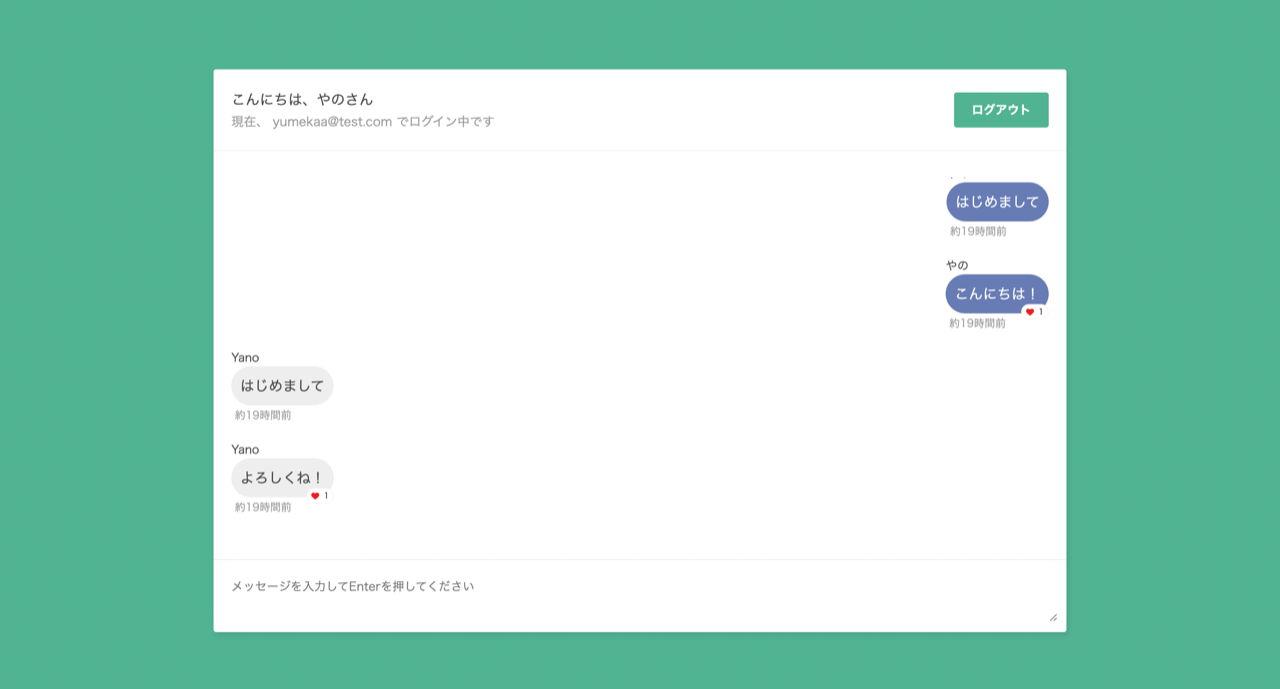 こんにちは、やのさん
現在、 yumekaa@test.com でログイン中です
ログアウト
はじめまして
約19時間前
やの
こんにちは！
1
約19時間前
Yano
はじめまして
約19時間前
Yano
よろしくね！
1
約19時間前
メッセージを入力してEnterを押してください